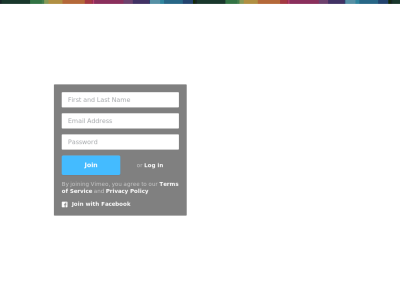 First and Last Name
Email Address
Password
Join or Log in
By joining Vimeo, you agree to our Terms
of Service and Privacy Policy
Join with Facebook